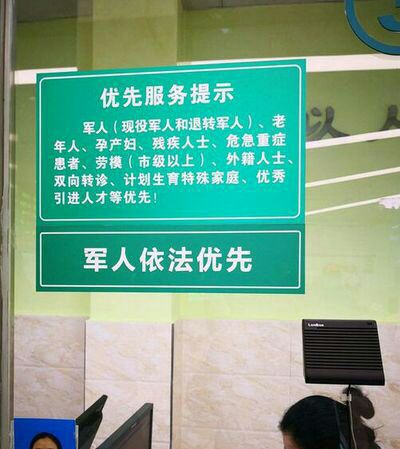 优先服务提示
军人（现役军人和退转军人）、老
年人、孕产妇、残疾人士、危急重症
患者、劳模（市级以上）、外籍人士、
双向转诊、计划生育特殊家庭、优秀
引进人才等优先！
军人依法优先
以人